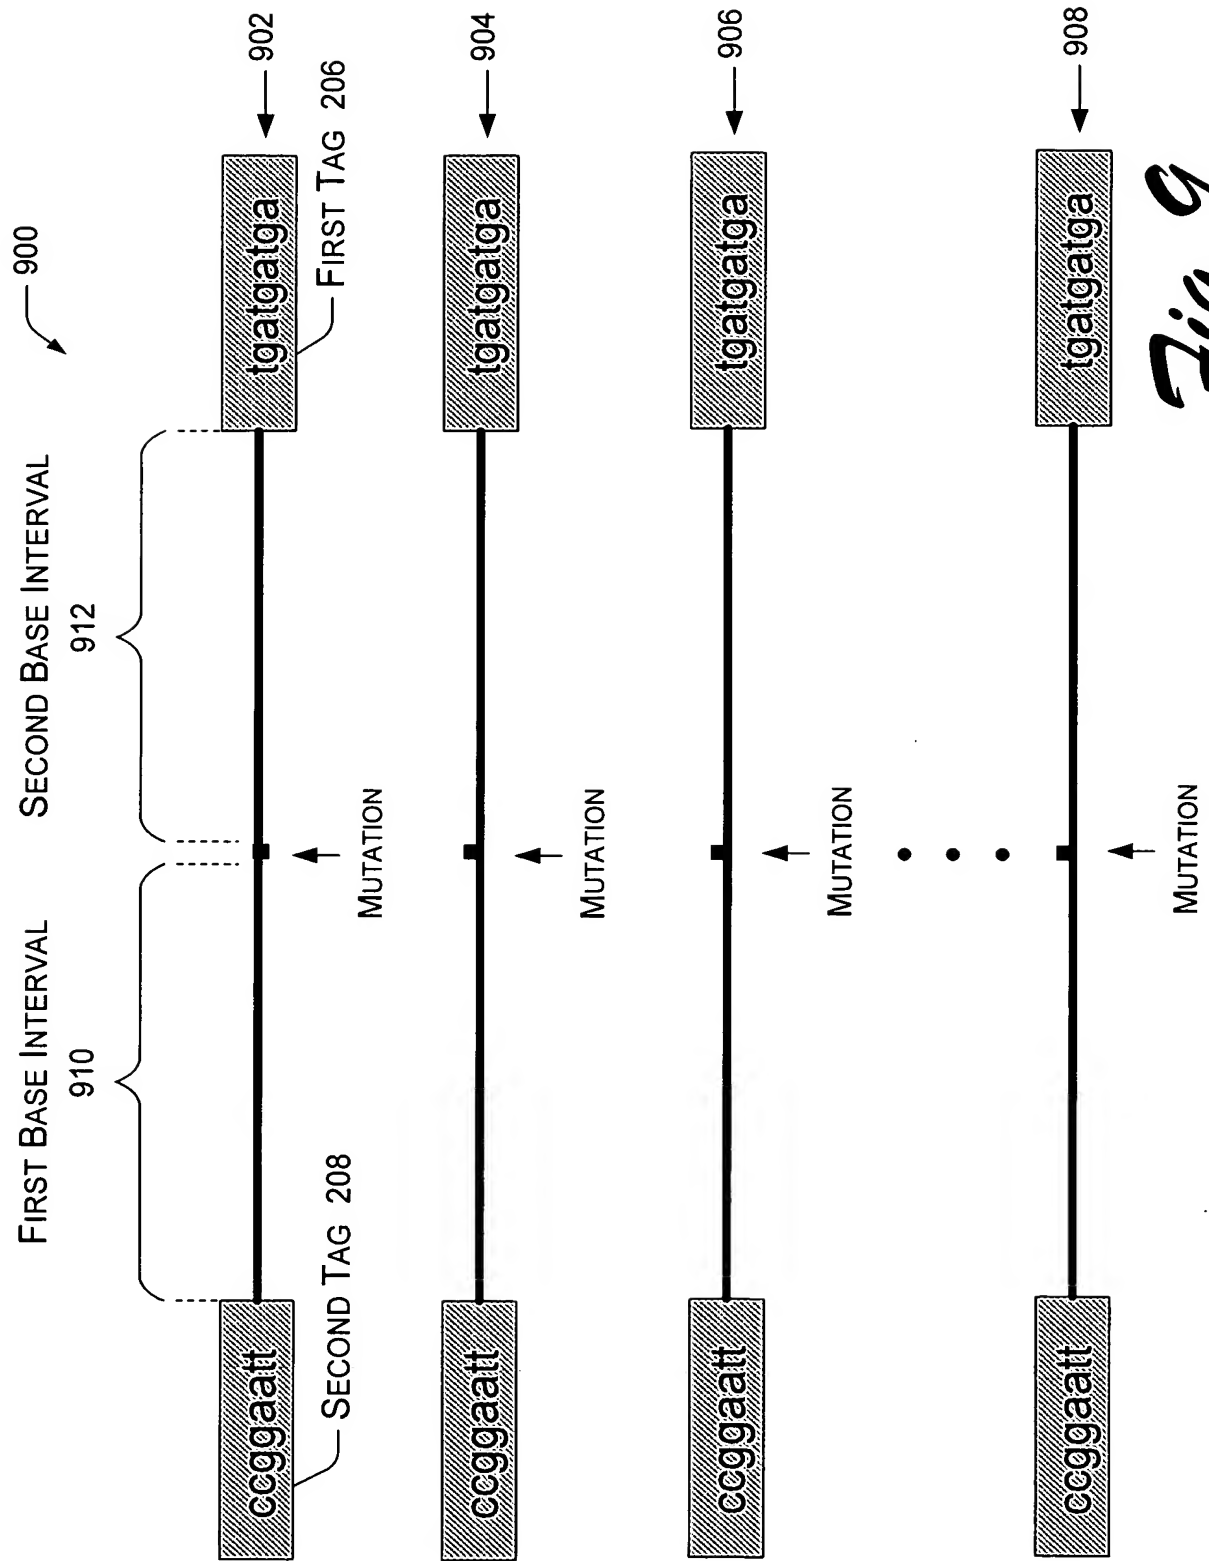 900
FIRST BASE INTERVAL
910
SECOND BASE INTERVAL
912
ccggaatt
tgatgatga
902
SECOND TAG 208
FIRST TAG 206
MUTATION
ccggaatt
tgatgatga
904
MUTATION
ccggaatt
tgatgatga
906
MUTATION
ccggaatt
tgatgatga
908
MUTATION
Fig. 9